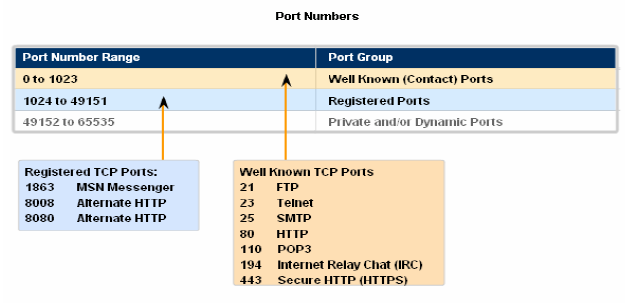 Port Numbers
Port Number Range Port Group
0 to 1023 Well Known (Contact) Ports
1024 to 49151 Registered Ports
49152 to 65535 Private and/or Dynamic Ports
Registered TCP Ports:
1863 MSN Messenger
8008 Alternate HTTP
8080 Alternate HTTP
Well Known TCP Ports
21 FTP
23 Telnet
25 SMTP
80 HTTP
110 POP3
194 Internet Relay Chat (IRC)
443 Secure HTTP (HTTPS)